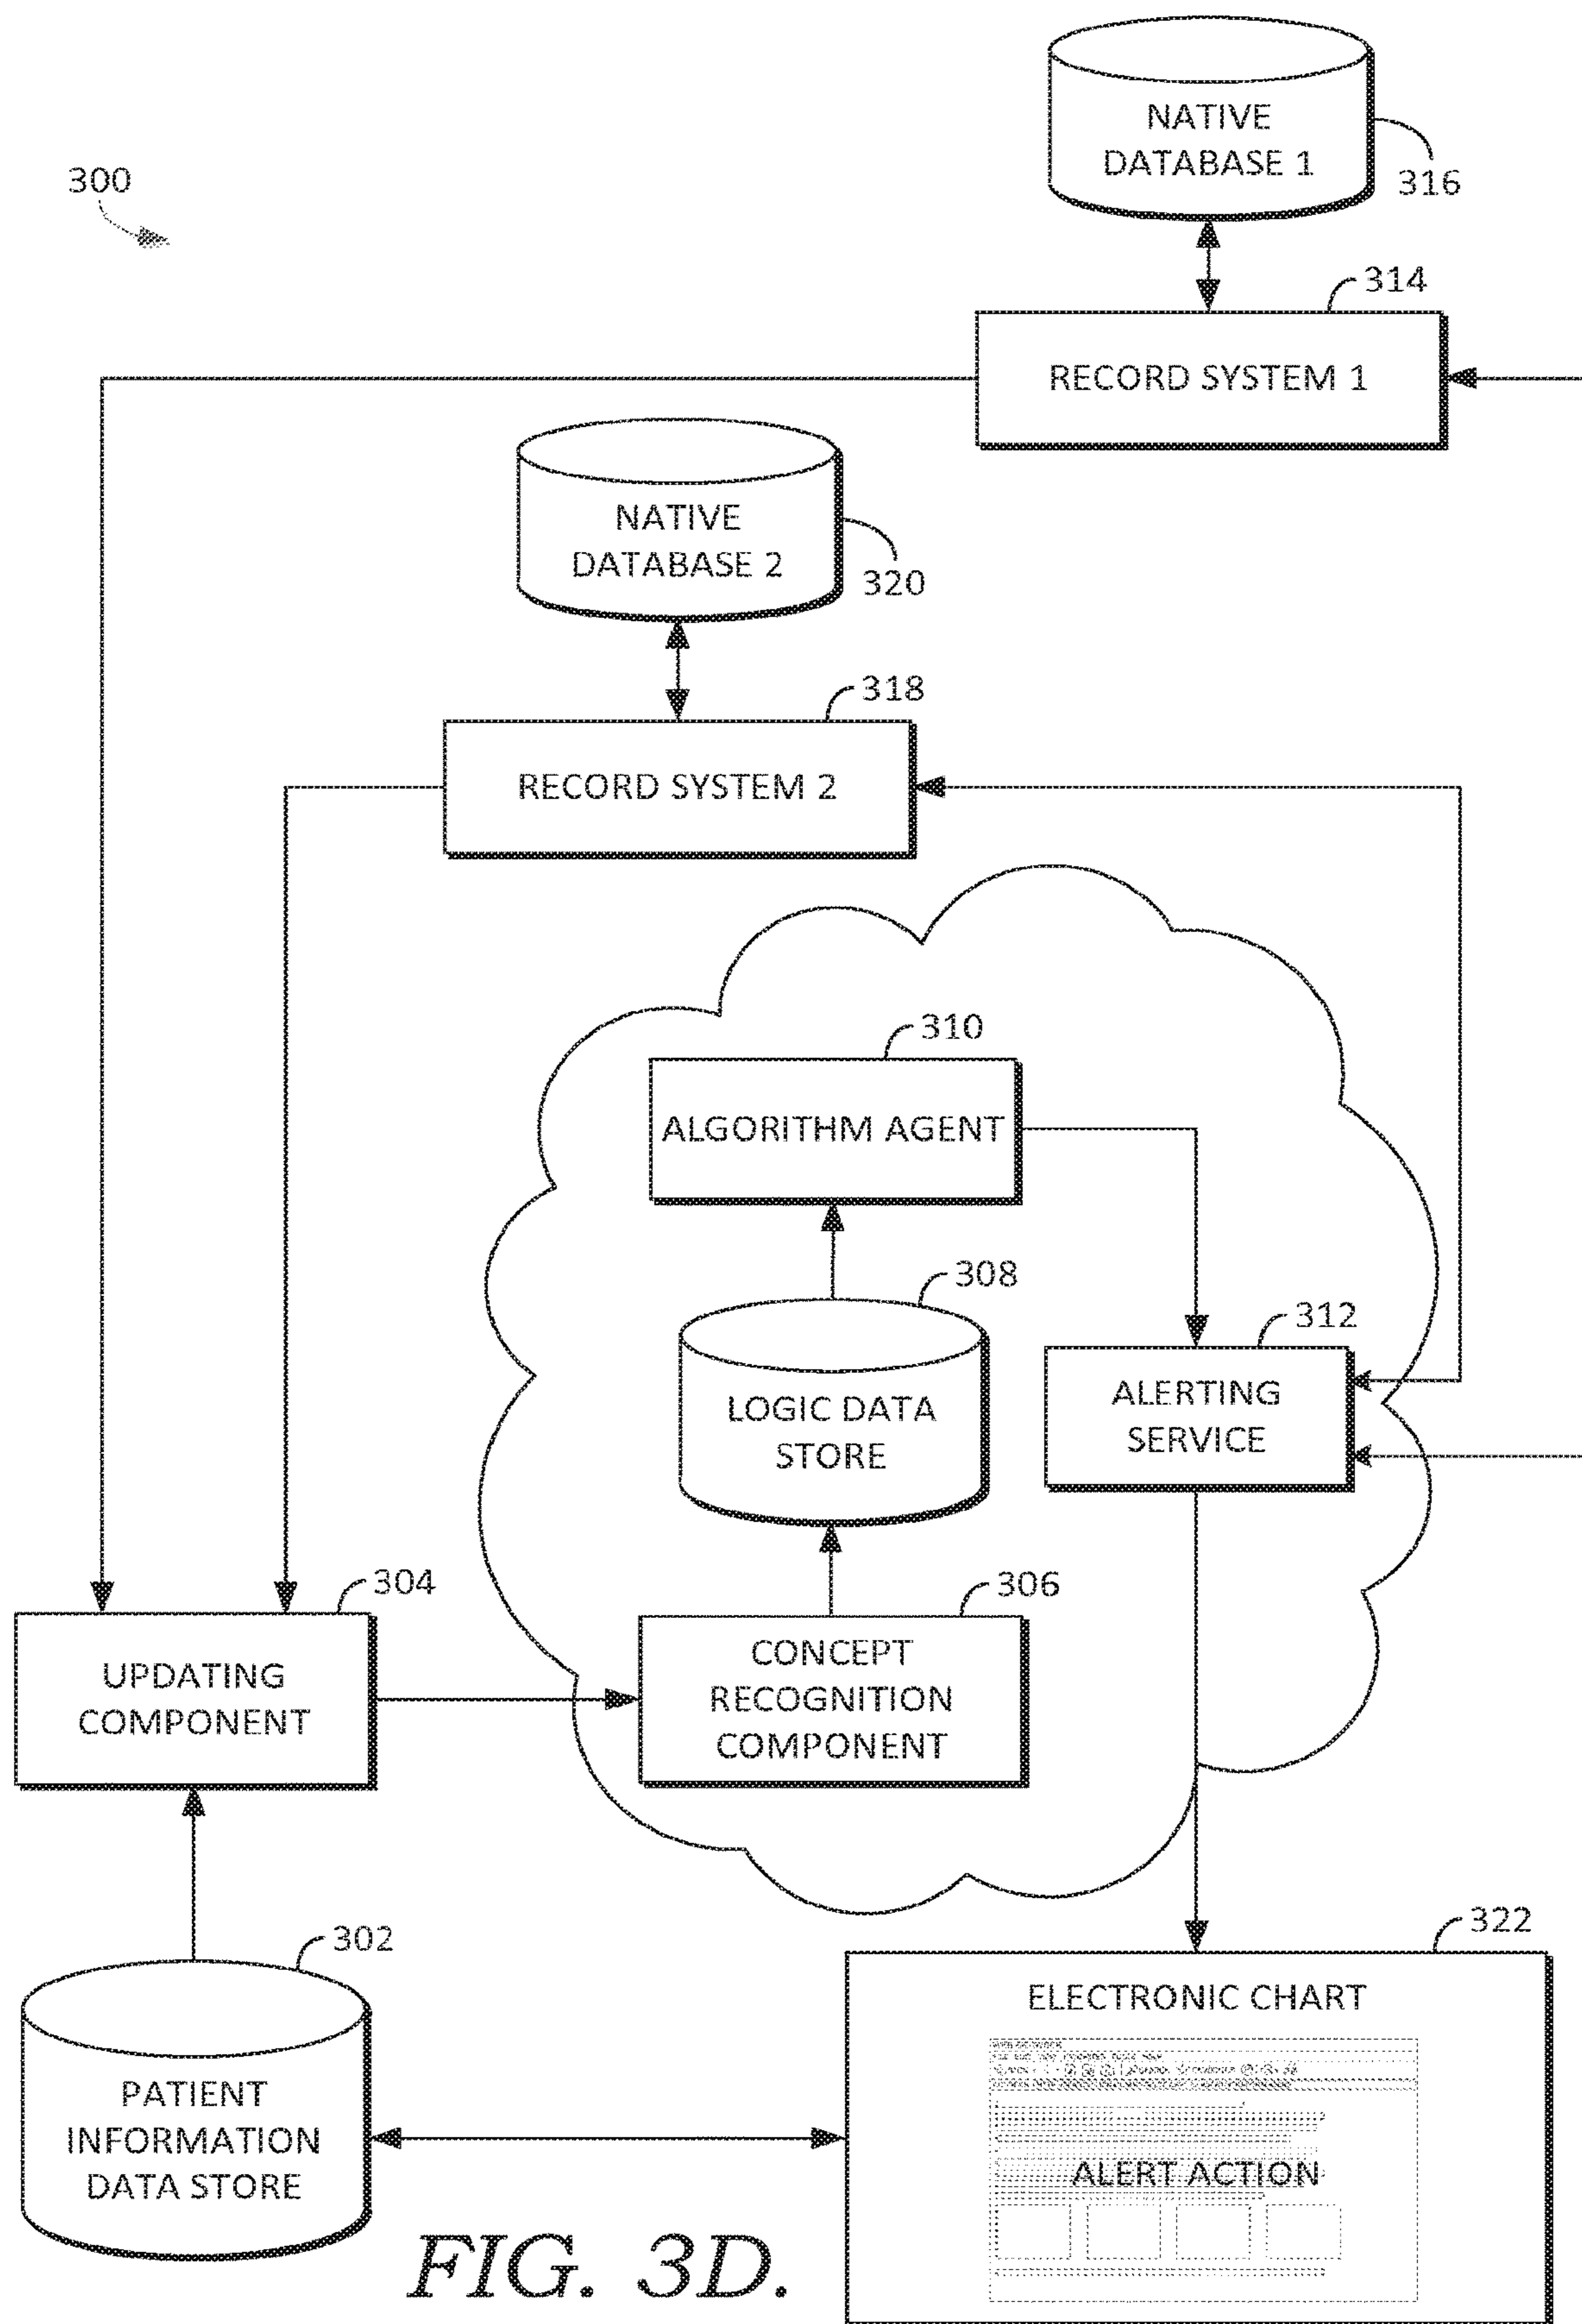 NATIVE
DATABASE 1
316
300
314
RECORD SYSTEM 1
NATIVE
DATABASE 2
320
318
RECORD SYSTEM 2
310
ALGORITHM AGENT
308
LOGIC DATA
STORE
312
ALERTING
SERVICE
304
UPDATING
COMPONENT
306
CONCEPT
RECOGNITION
COMPONENT
302
PATIENT
INFORMATION
DATA STORE
322
ELECTRONIC CHART
ALERT ACTION
FIG. 3D.